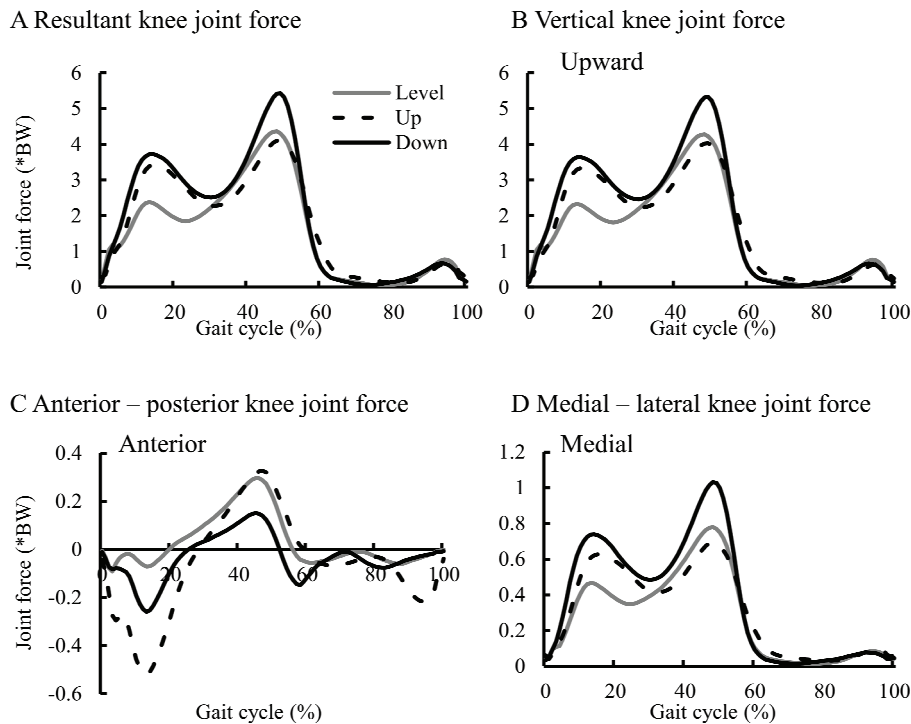 A Resultant knee joint force
B Vertical knee joint force
Upward
6
5
4
3
2
1
0
Joint force (*BW)
Level
Up
Down
0 20 40 60 80 100
Gait cycle (%)
6
5
4
3
2
1
0
0 20 40 60 80 100
Gait cycle (%)
C Anterior – posterior knee joint force
D Medial – lateral knee joint force
Anterior
0.4
0.2
0
-0.2
-0.4
-0.6
Joint force (*BW)
0 20 40 60 80 100
Gait cycle (%)
Medial
1.2
1
0.8
0.6
0.4
0.2
0
0 20 40 60 80 100
Gait cycle (%)